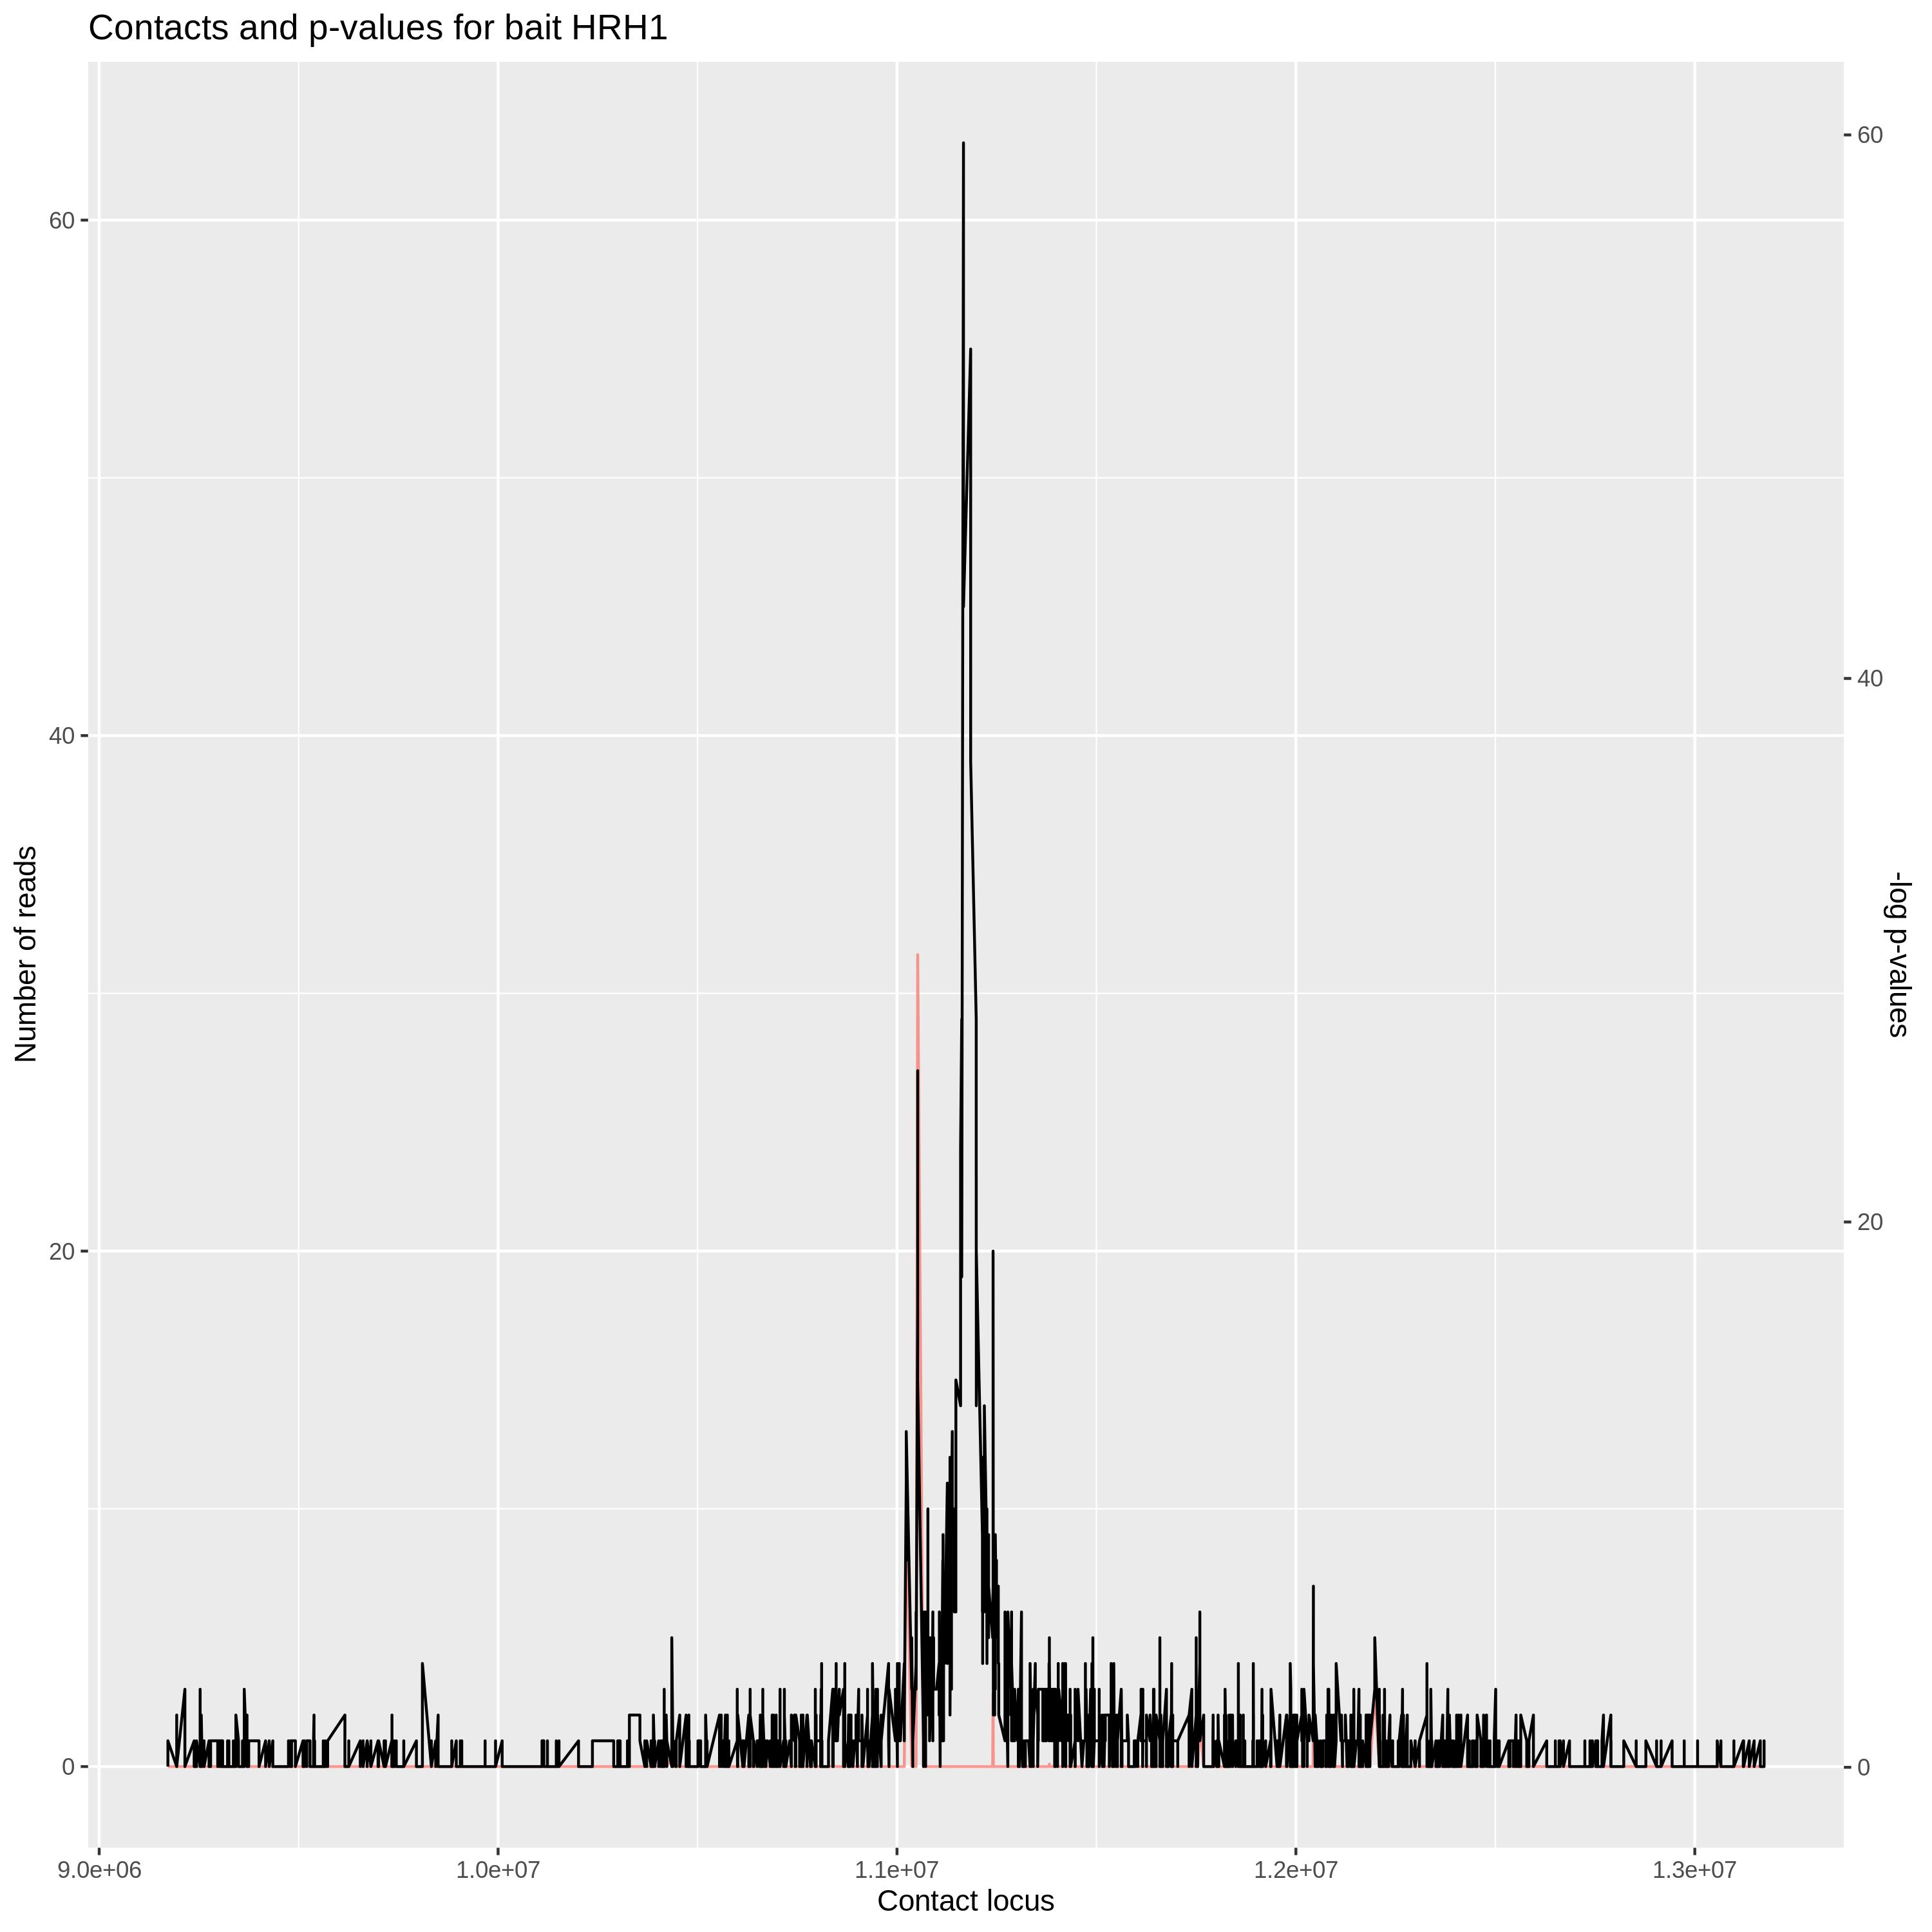 Contacts and p-values for bait HRH1
60
40
20
0
Number of reads
60
40
20
0
-log p-values
9.0e+06 1.0e+07 1.1e+07 1.2e+07 1.3e+07
Contact locus